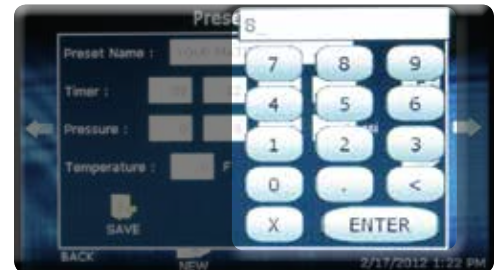 Prese
8_
Preset Name :
7 8 9
Timer :
4 5 6
Pressure :
1 2 3
Temperature : F
0 . <
SAVE
X ENTER
BACK NEW 2/17/2012 1:22 PM